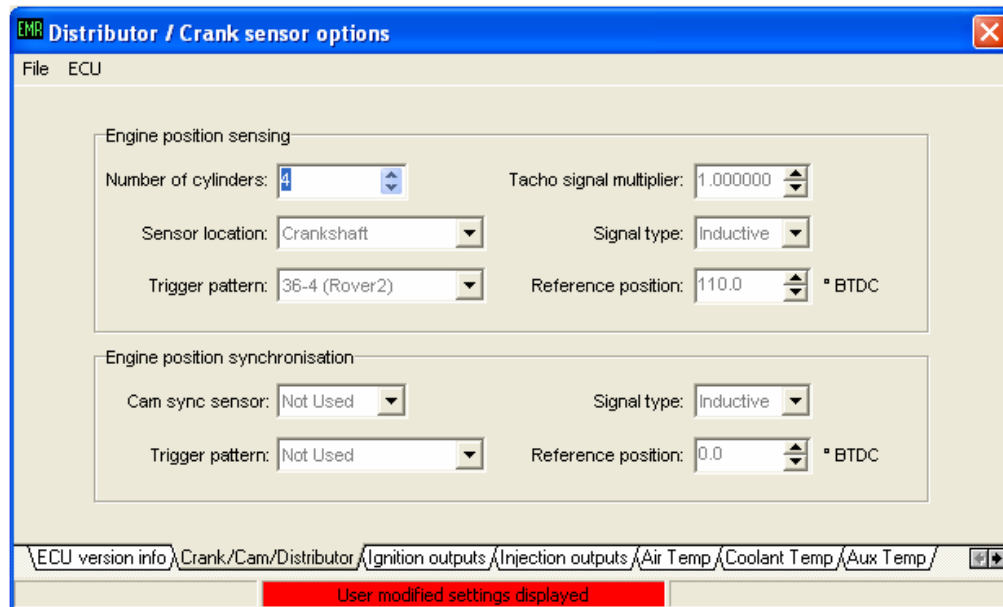 EMR Distributor / Crank sensor options
File ECU
Engine position sensing
Number of cylinders: 4 Tacho signal multiplier: 1.000000
Sensor location: Crankshaft Signal type: Inductive
Trigger pattern: 36-4 (Rover2) Reference position: 110.0 ° BTDC
Engine position synchronisation
Cam sync sensor: Not Used Signal type: Inductive
Trigger pattern: Not Used Reference position: 0.0 ° BTDC
ECU version info Crank/Cam/Distributor Ignition outputs Injection outputs Air Temp Coolant Temp Aux Temp
User modified settings displayed